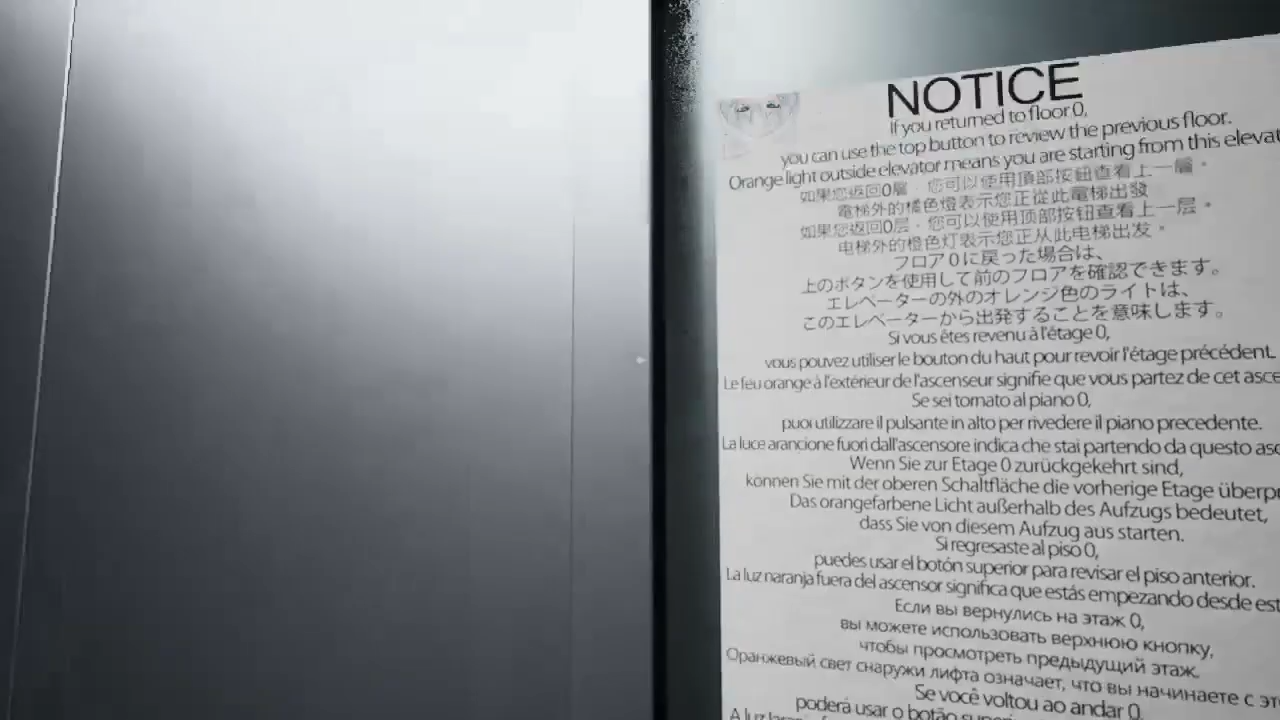 NOTICE
If you returned to floor 0,
you can use the top button to review the previous floor.
Orange light outside elevator means you are starting from this elevat
如果您返回0層，您可以使用頂部按鈕查看上一層。
電梯外的橘色燈表示您正從此電梯出發
如果您返回0层，您可以使用顶部按钮查看上一层。
电梯外的橙色灯表示您正从此电梯出发。
フロア0に戻った場合は、
上のボタンを使用して前のフロアを確認できます。
エレベーターの外のオレンジ色のライトは、
このエレベーターから出発することを意味します。
Si vous êtes revenu à l'étage 0,
vous pouvez utiliser le bouton du haut pour revoir l'étage précédent.
Le feu orange à l'extérieur de l'ascenseur signifie que vous partez de cet asce
Se sei tornato al piano 0,
puoi utilizzare il pulsante in alto per rivedere il piano precedente.
La luce arancione fuori dall'ascensore indica che stai partendo da questo asc
Wenn Sie zur Etage 0 zurückgekehrt sind,
können Sie mit der oberen Schaltfläche die vorherige Etage überpr
Das orangefarbene Licht außerhalb des Aufzugs bedeutet,
dass Sie von diesem Aufzug aus starten.
Si regresaste al piso 0,
puedes usar el botón superior para revisar el piso anterior.
La luz naranja fuera del ascensor significa que estás empezando desde est
Если вы вернулись на этаж 0,
вы можете использовать верхнюю кнопку,
чтобы просмотреть предыдущий этаж.
Оранжевый свет снаружи лифта означает, что вы начинаете с эт
Se você voltou ao andar 0,
poderá usar o botão